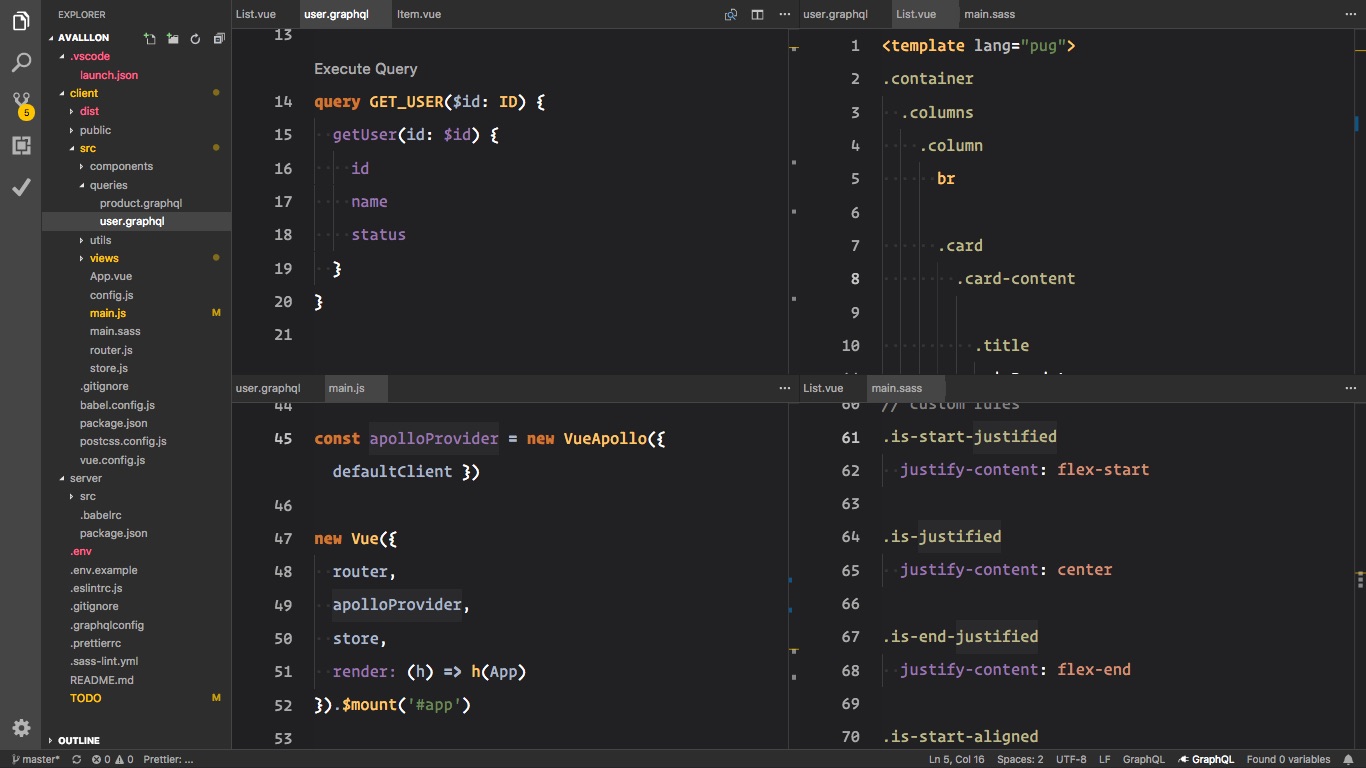 EXPLORER
AVALLLON
.vscode
launch.json
client
dist
public
src
components
queries
product.graphql
user.graphql
utils
views
App.vue
config.js
main.js M
main.sass
router.js
store.js
.gitignore
babel.config.js
package.json
postcss.config.js
vue.config.js
server
src
.babelrc
package.json
.env
.env.example
.eslintrc.js
.gitignore
.graphqlconfig
.prettierrc
.sass-lint.yml
README.md
TODO M
OUTLINE
5
List.vue user.graphql Item.vue
13
Execute Query
14 query GET_USER($id: ID) {
15 getUser(id: $id) {
16 id
17 name
18 status
19 }
20 }
21
user.graphql List.vue main.sass
1 <template lang="pug">
2 .container
3 .columns
4 .column
5 br
6
7 .card
8 .card-content
9
10 .title
user.graphql main.js
44
45 const apolloProvider = new VueApollo({
defaultClient })
46
47 new Vue({
48 router,
49 apolloProvider,
50 store,
51 render: (h) => h(App)
52 }).$mount('#app')
53
List.vue main.sass
60 // custom rules
61 .is-start-justified
62 justify-content: flex-start
63
64 .is-justified
65 justify-content: center
66
67 .is-end-justified
68 justify-content: flex-end
69
70 .is-start-aligned
master* 0 0 Prettier: ... Ln 5, Col 16 Spaces: 2 UTF-8 LF GraphQL GraphQL Found 0 variables